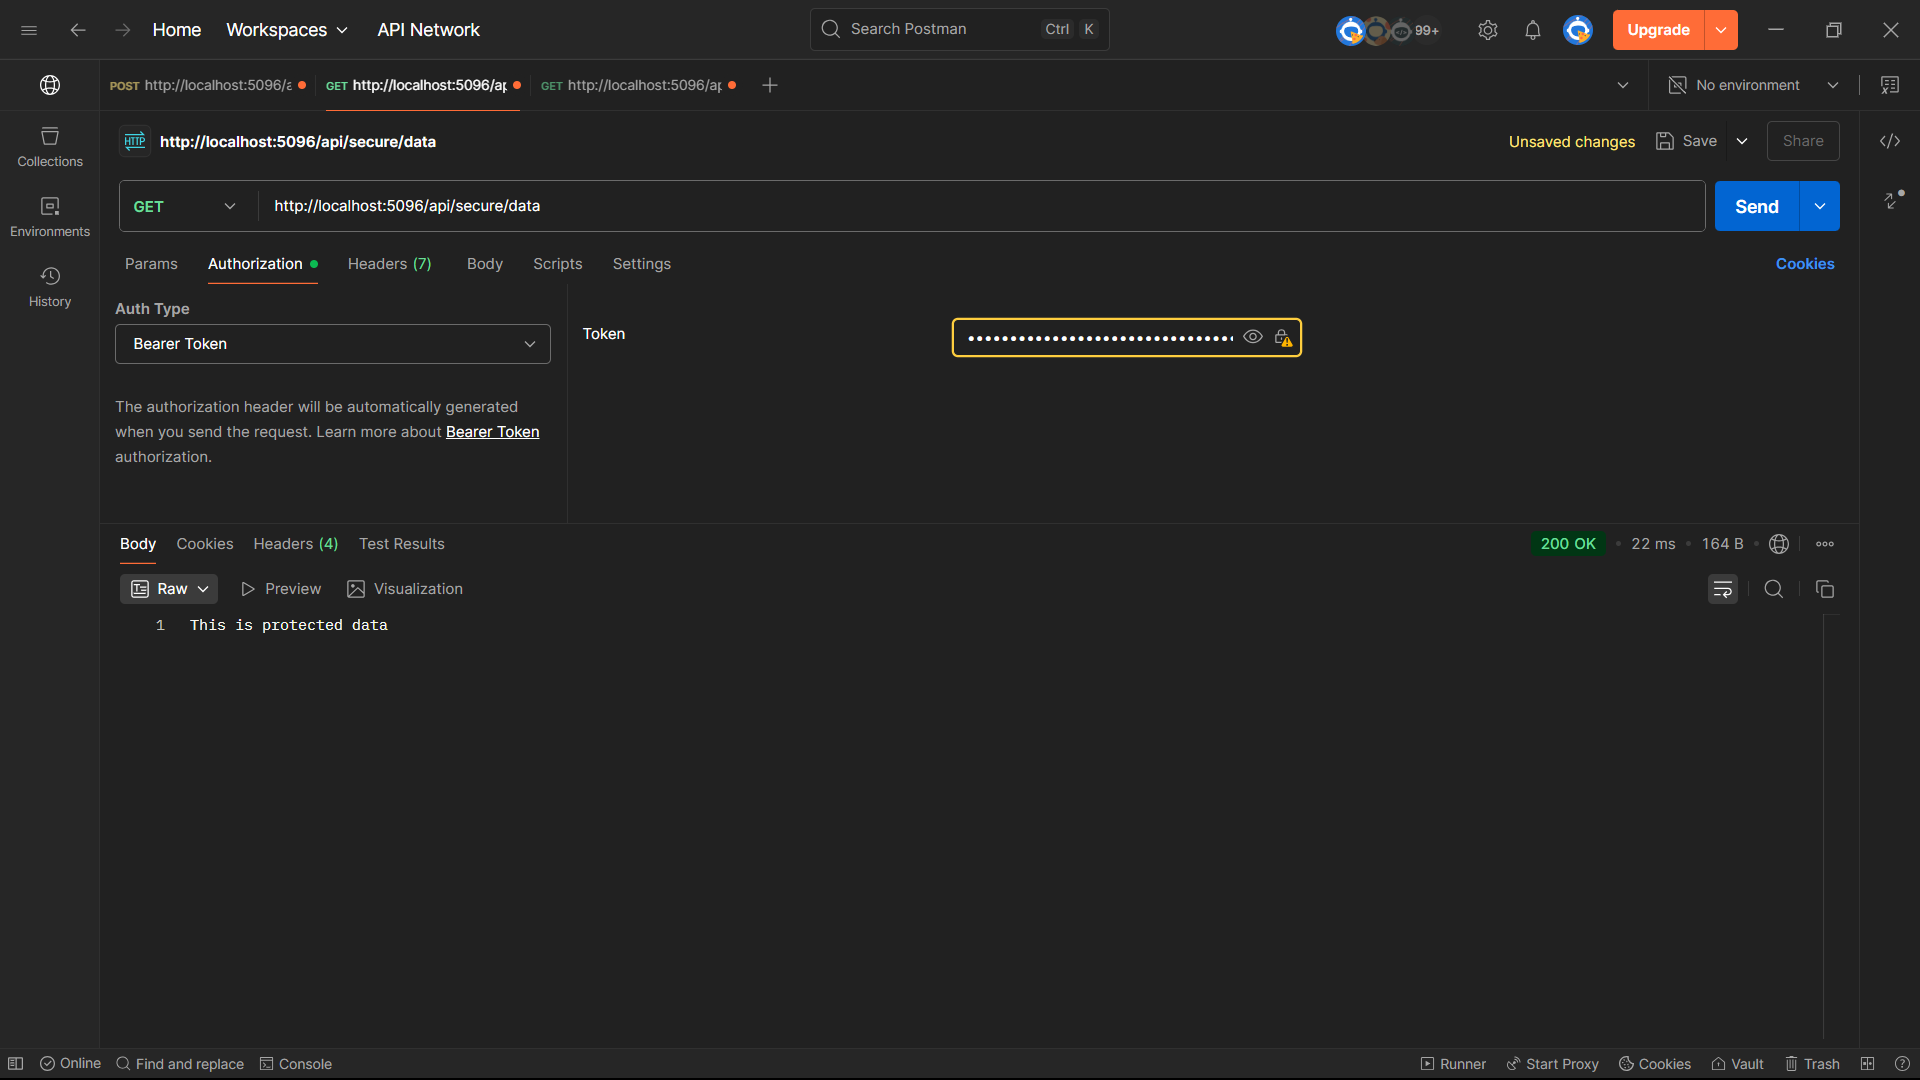 Home Workspaces API Network Search Postman Ctrl K 99+ Upgrade
POST http://localhost:5096/a GET http://localhost:5096/ap GET http://localhost:5096/ap No environment
HTTP http://localhost:5096/api/secure/data Unsaved changes Save Share
Collections
GET http://localhost:5096/api/secure/data Send
Environments
Params Authorization Headers (7) Body Scripts Settings Cookies
History
Auth Type
Token
Bearer Token
The authorization header will be automatically generated
when you send the request. Learn more about Bearer Token
authorization.
Body Cookies Headers (4) Test Results 200 OK 22 ms 164 B
Raw Preview Visualization
1 This is protected data
Online Find and replace Console Runner Start Proxy Cookies Vault Trash